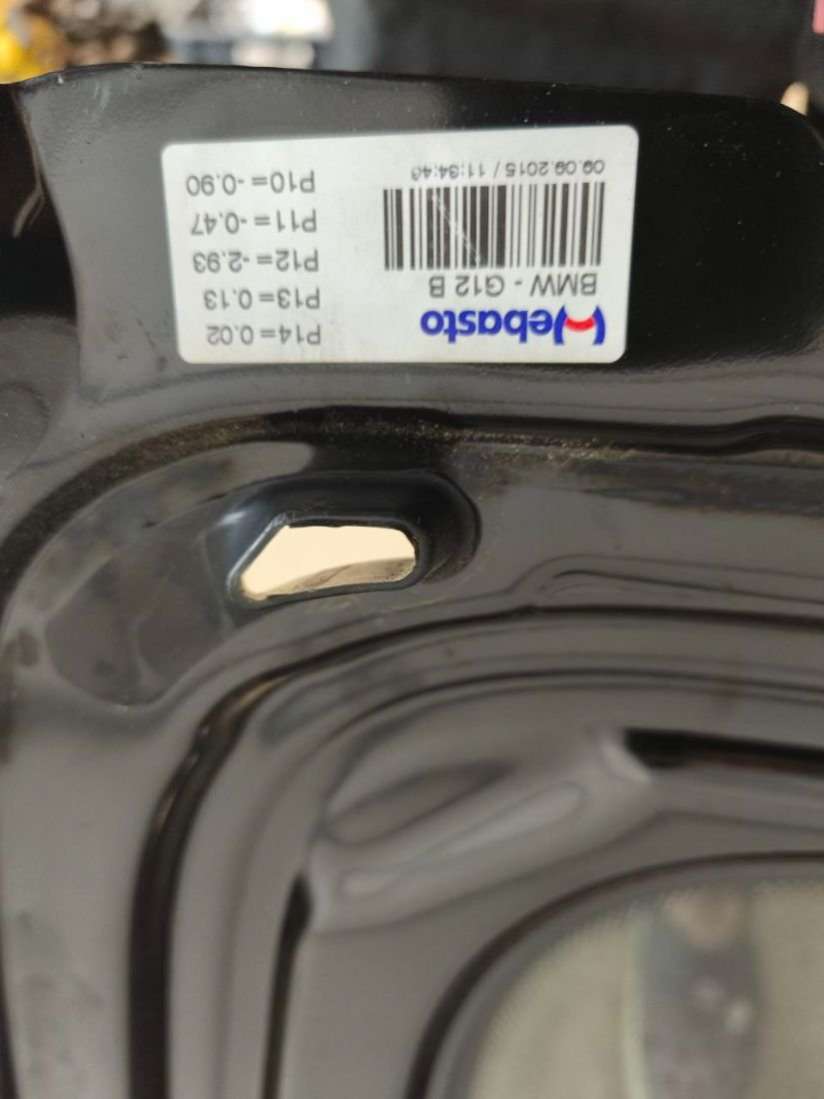 Webasto
BMW - G12 B
09.09.2015 / 11:34:40
P14=0.02
P13=0.13
P12=-2.93
P11=-0.47
P10=-0.90